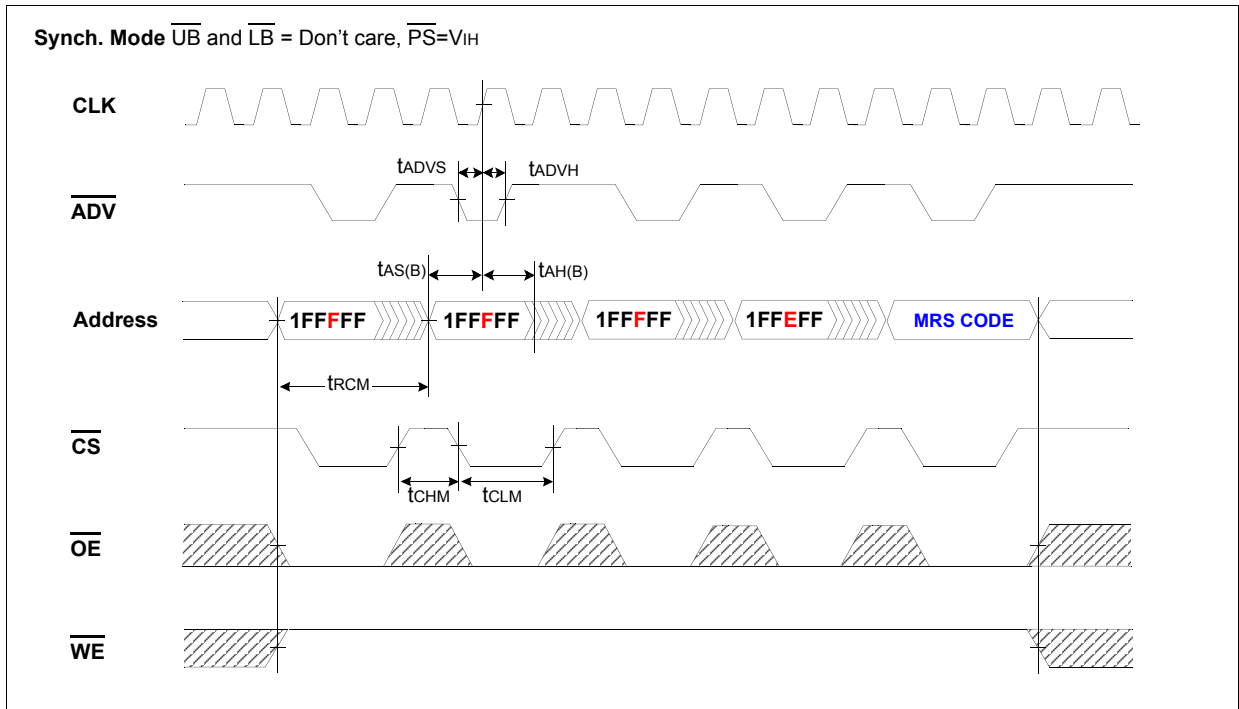 Synch. Mode UB and LB = Don't care, PS=VIH
CLK
tADVS tADVH
ADV
tAS(B) tAH(B)
Address 1FFFFF 1FFFFF 1FFFFF 1FFEFF MRS CODE
tRCM
CS
tCHM tCLM
OE
WE